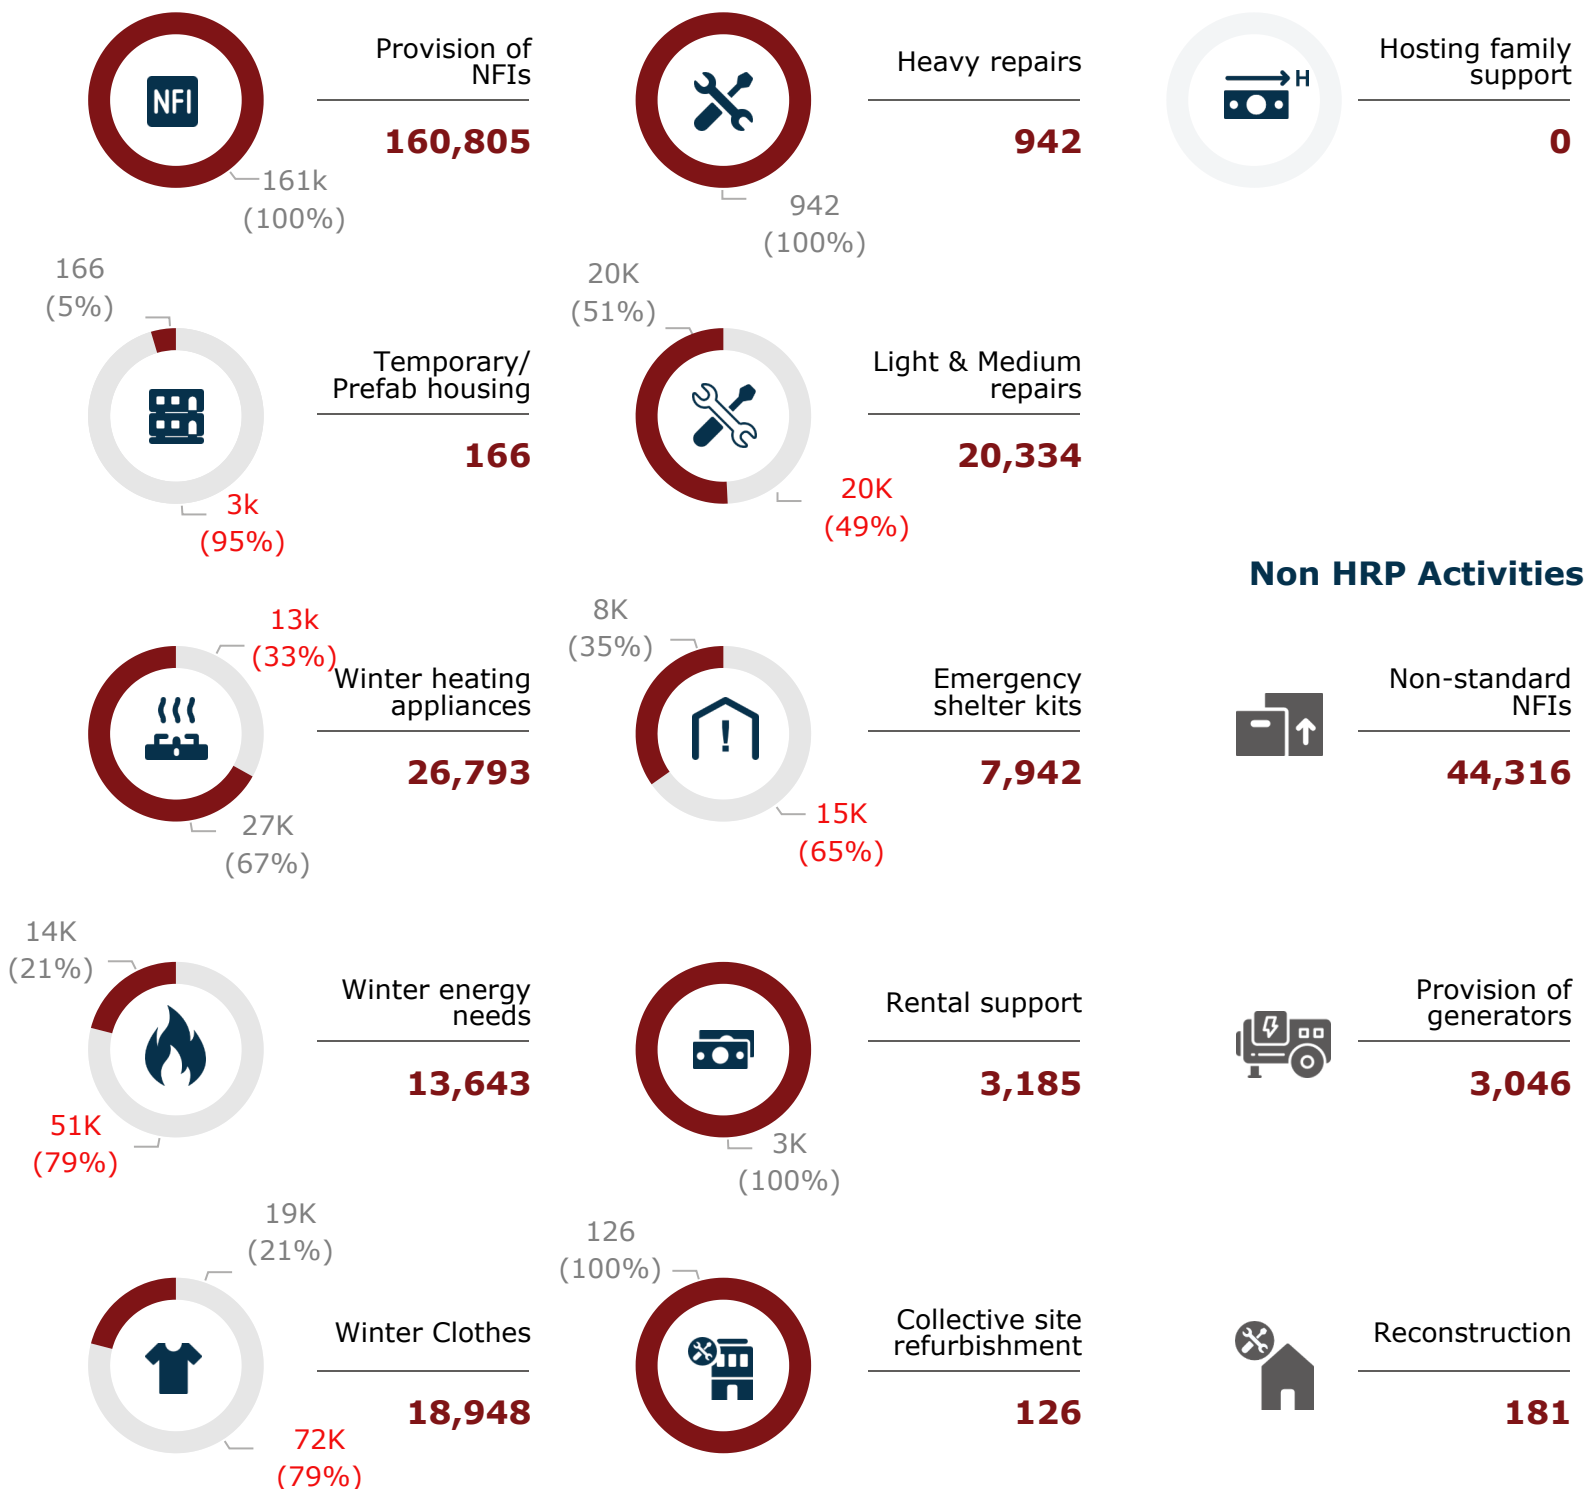 Provision of
NFIs
NFI
160,805
161k
(100%)
Heavy repairs
942
942
(100%)
Hosting family
support
H
0
166
(5%)
Temporary/
Prefab housing
166
3k
(95%)
20K
(51%)
Light & Medium
repairs
20,334
20K
(49%)
Non HRP Activities
13k
(33%)
Winter heating
appliances
26,793
27K
(67%)
8K
(35%)
Emergency
shelter kits
!
7,942
15K
(65%)
Non-standard
NFIs
44,316
14K
(21%)
Winter energy
needs
13,643
51K
(79%)
Rental support
3,185
3K
(100%)
Provision of
generators
3,046
19K
(21%)
Winter Clothes
18,948
72K
(79%)
126
(100%)
Collective site
refurbishment
126
Reconstruction
181